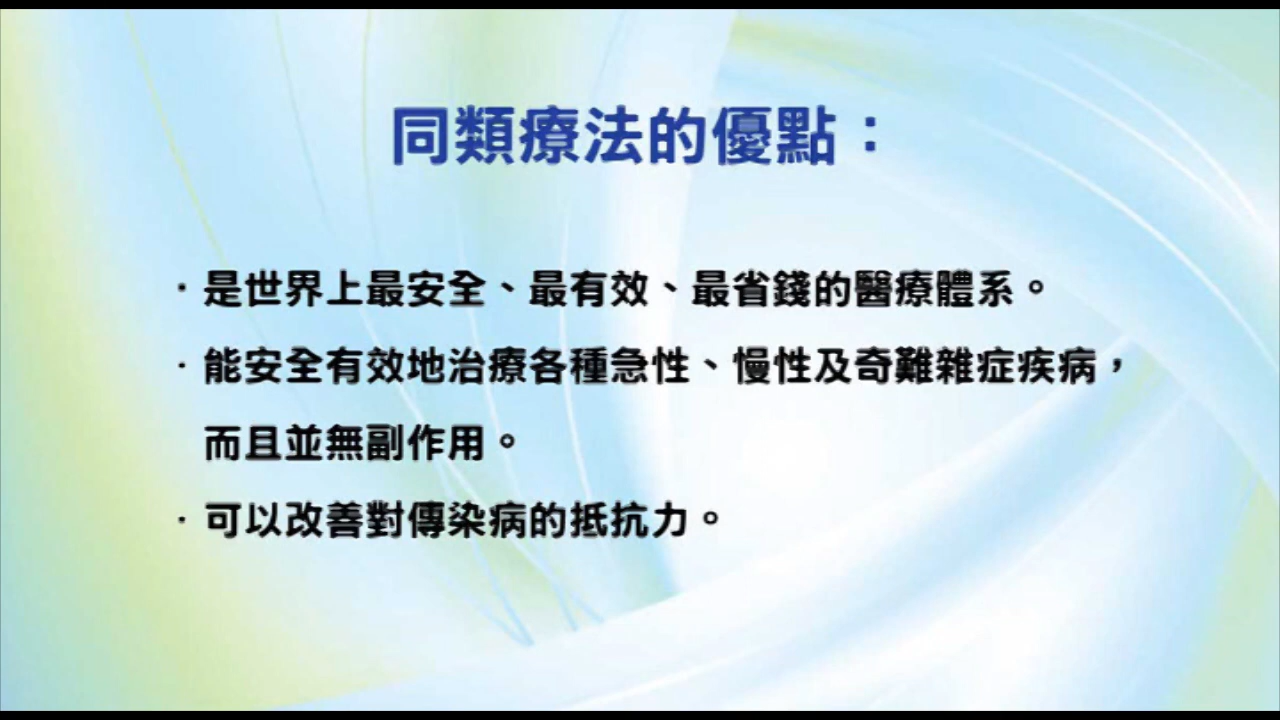 同類療法的優點：
· 是世界上最安全、最有效、最省錢的醫療體系。
· 能安全有效地治療各種急性、慢性及奇難雜症疾病，
而且並無副作用。
· 可以改善對傳染病的抵抗力。